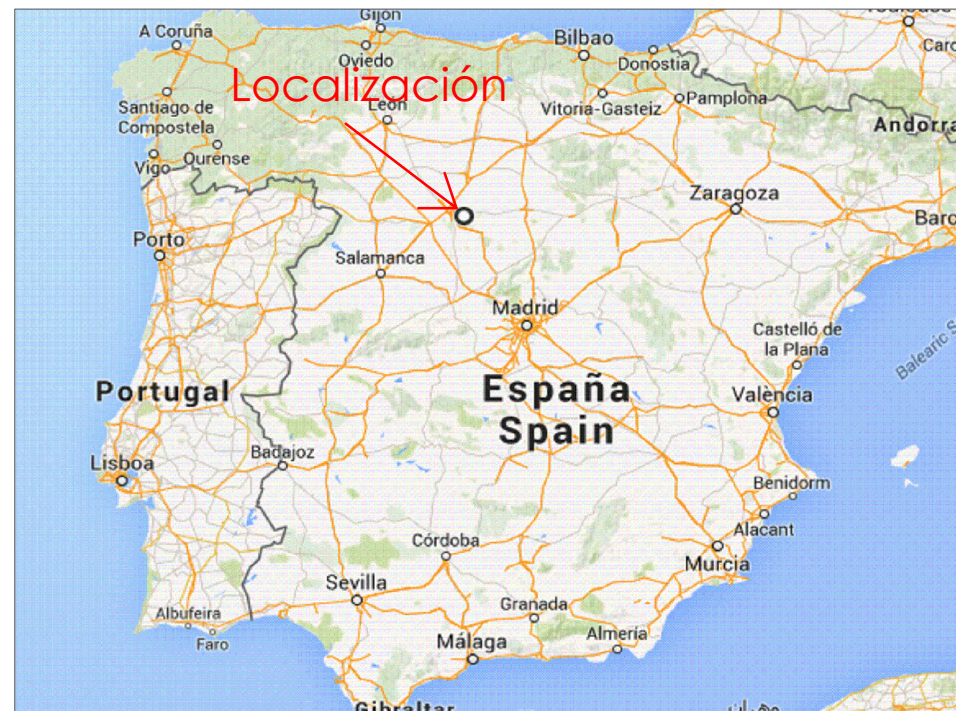 Gijón
A Coruña
Oviedo
Bilbao
Donostia
Localización
León
Santiago de
Compostela
Vitoria-Gasteiz
Pamplona
Andorra
Vigo
Ourense
Zaragoza
Barc
Porto
Salamanca
Madrid
Castelló de
la Plana
Balearic S
España
Spain
Portugal
València
Badajoz
Lisboa
Benidorm
Alacant
Córdoba
Murcia
Sevilla
Granada
Albufeira
Faro
Málaga
Almería
Gibraltar
وهران